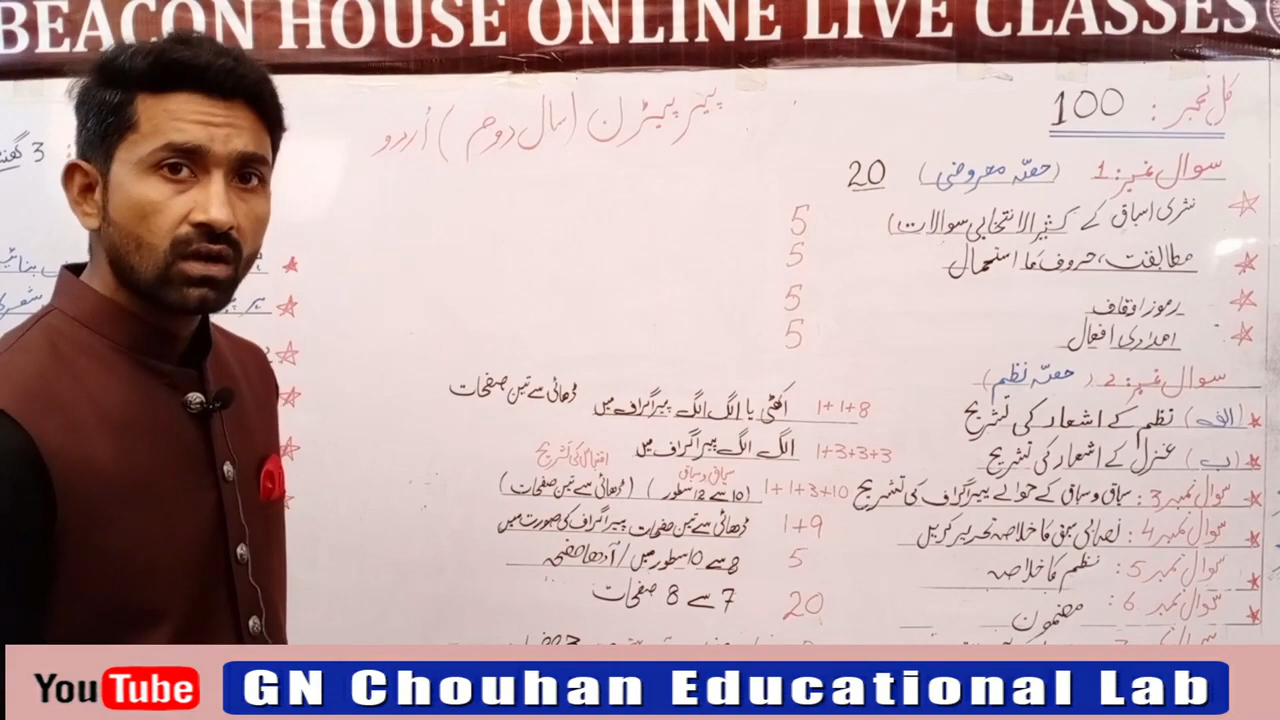 BEACON HOUSE ONLINE LIVE CLASSES
کل نمبر : 100
پیپر پیٹرن (سال دوم) اُردو
3 گھنٹے
سوال نمبر:1 (حصّہ معروضی) 20
نثری اسباق کے کثیر الانتخابی سوالات) 5
مطابقت، حروف کا استعمال 5
رموز اوقاف 5
امدادی افعال 5
سوال نمبر:2 (حصّہ نظم)
(الف) نظم کے اشعار کی تشریح 1+1+8 اکٹھی یا الگ الگ پیراگراف میں ڈھائی سے تین صفحات
(ب) غزل کے اشعار کی تشریح 1+3+3+3 الگ الگ پیراگراف میں
سوال نمبر 3: سیاق و سباق کے حوالے پیراگراف کی تشریح 1+1+3+10 سیاق و سباق (10 سے 12 سطور) اقتباس کی تشریح (ڈھائی سے تین صفحات)
سوال نمبر 4: نصابی سبق کا خلاصہ تحریر کریں 1+9 ڈھائی سے تین صفحات پیراگراف کی صورت میں
سوال نمبر 5: نظم کا خلاصہ 5 8 سے 10 سطور میں/آدھا صفحہ
سوال نمبر 6: مضمون 20 7 سے 8 صفحات
YouTube GN Chouhan Educational Lab